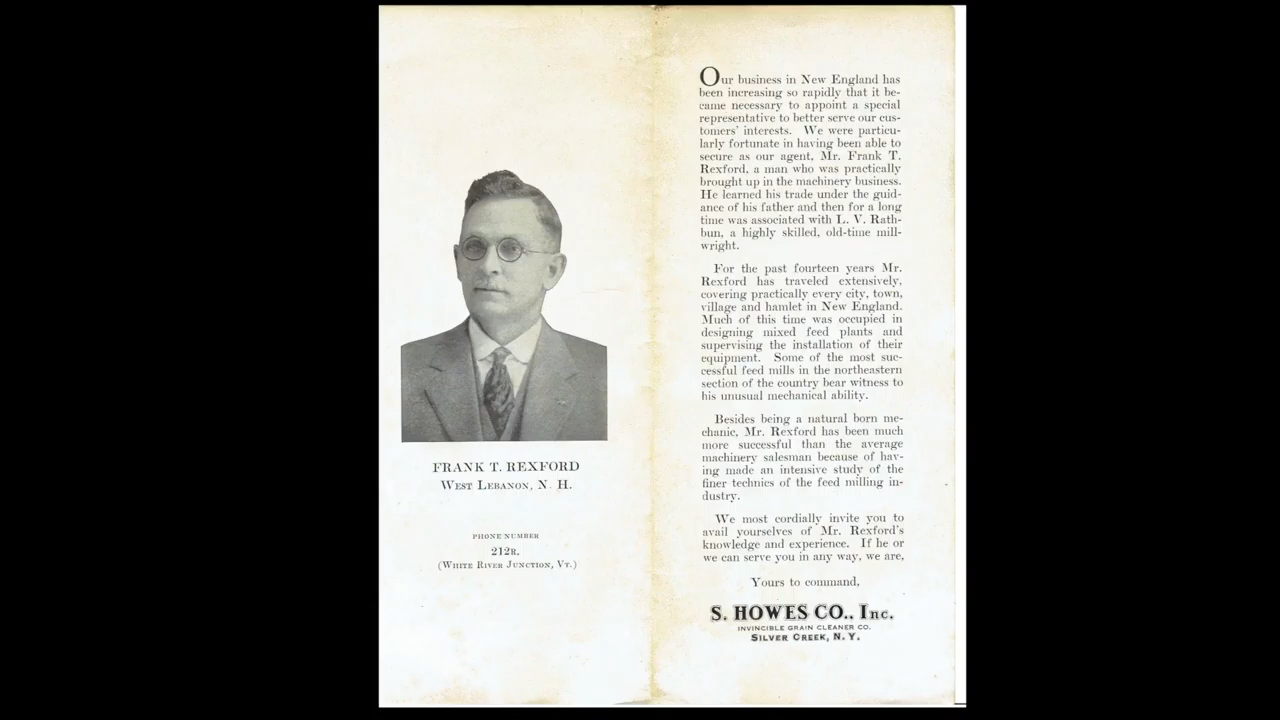 FRANK T. REXFORD
WEST LEBANON, N. H.
PHONE NUMBER
212R.
(WHITE RIVER JUNCTION, VT.)
Our business in New England has
been increasing so rapidly that it be-
came necessary to appoint a special
representative to better serve our cus-
tomers' interests. We were particu-
larly fortunate in having been able to
secure as our agent, Mr. Frank T.
Rexford, a man who was practically
brought up in the machinery business.
He learned his trade under the guid-
ance of his father and then for a long
time was associated with L. V. Rath-
bun, a highly skilled, old-time mill-
wright.
For the past fourteen years Mr.
Rexford has traveled extensively,
covering practically every city, town,
village and hamlet in New England.
Much of this time was occupied in
designing mixed feed plants and
supervising the installation of their
equipment. Some of the most suc-
cessful feed mills in the northeastern
section of the country bear witness to
his unusual mechanical ability.
Besides being a natural born me-
chanic, Mr. Rexford has been much
more successful than the average
machinery salesman because of hav-
ing made an intensive study of the
finer technics of the feed milling in-
dustry.
We most cordially invite you to
avail yourselves of Mr. Rexford's
knowledge and experience. If he or
we can serve you in any way, we are,
Yours to command,
S. HOWES CO., Inc.
INVINCIBLE GRAIN CLEANER CO.
SILVER CREEK, N. Y.